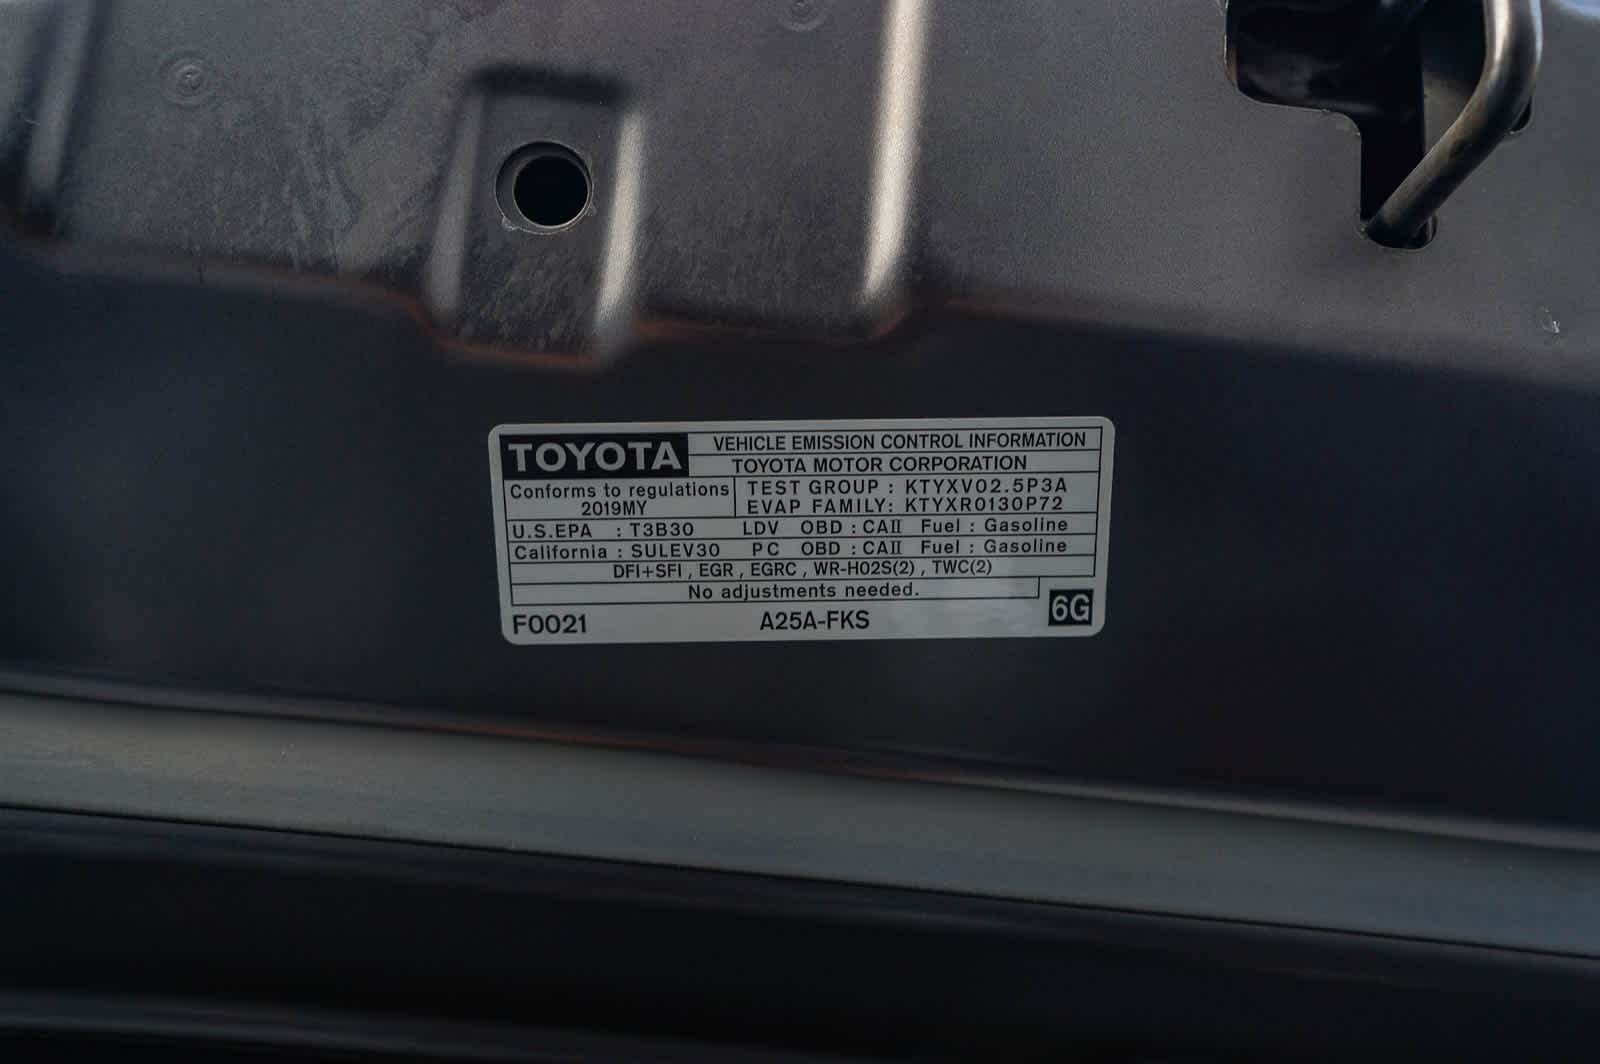 TOYOTA VEHICLE EMISSION CONTROL INFORMATION
TOYOTA MOTOR CORPORATION
Conforms to regulations
2019MY
TEST GROUP : KTYXV02.5P3A
EVAP FAMILY: KTYXR0130P72
U.S.EPA : T3B30 LDV OBD : CAⅡ Fuel : Gasoline
California : SULEV30 PC OBD : CAⅡ Fuel : Gasoline
DFI+SFI , EGR , EGRC , WR-HO2S(2) , TWC(2)
No adjustments needed.
F0021 A25A-FKS 6G